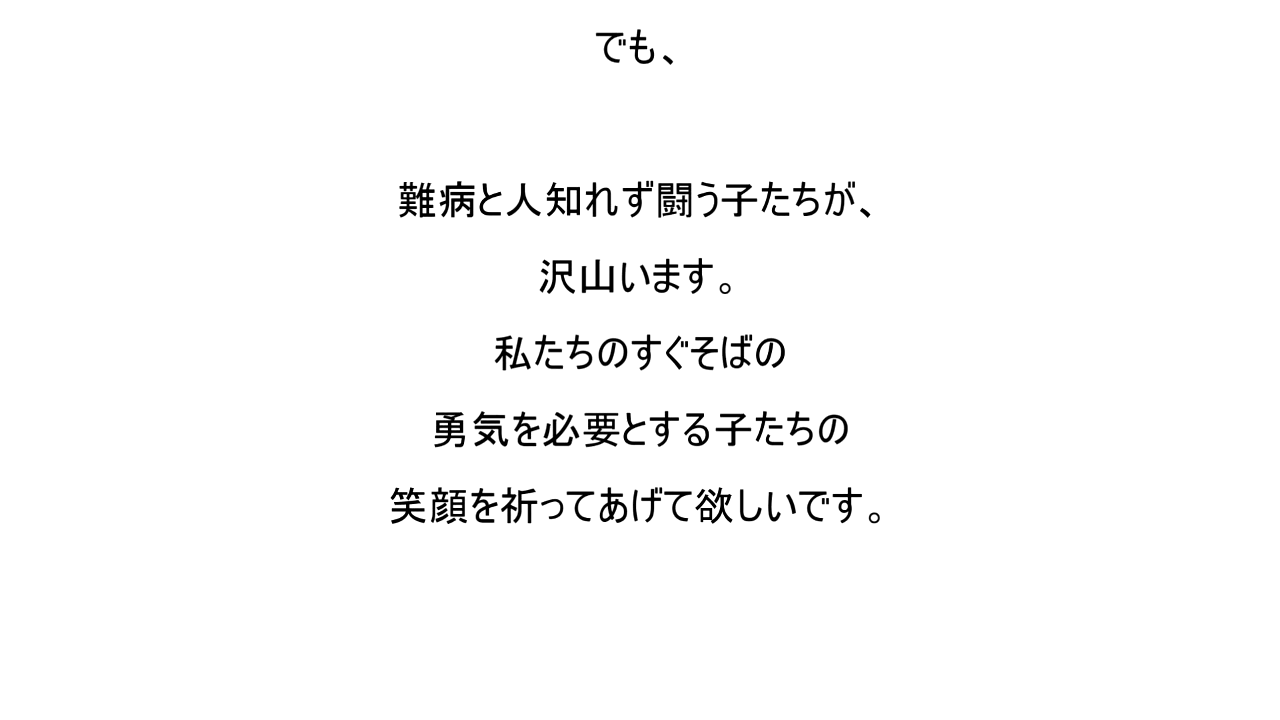 でも、
難病と人知れず闘う子たちが、
沢山います。
私たちのすぐそばの
勇気を必要とする子たちの
笑顔を祈ってあげて欲しいです。